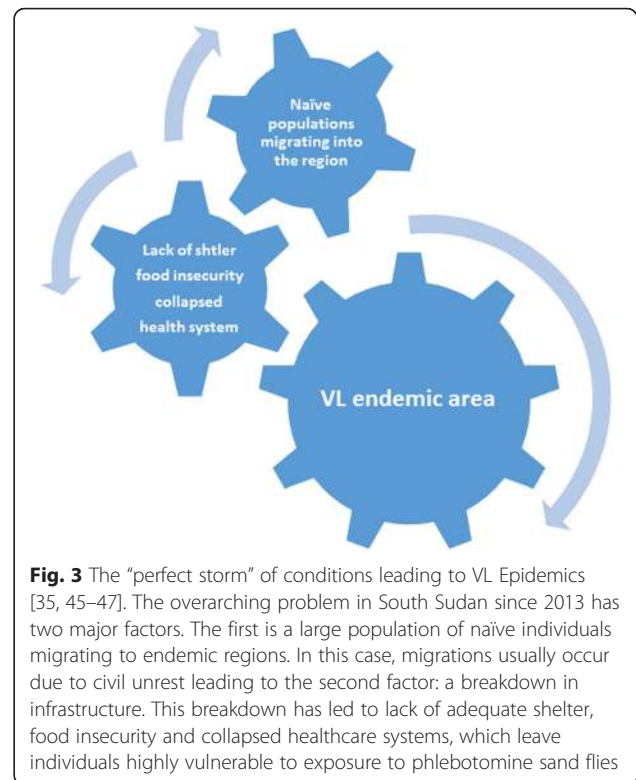 Naïve
populations
migrating into
the region
Lack of shtler
food insecurity
collapsed
health system
VL endemic area
Fig. 3 The “perfect storm” of conditions leading to VL Epidemics
[35, 45–47]. The overarching problem in South Sudan since 2013 has
two major factors. The first is a large population of naïve individuals
migrating to endemic regions. In this case, migrations usually occur
due to civil unrest leading to the second factor: a breakdown in
infrastructure. This breakdown has led to lack of adequate shelter,
food insecurity and collapsed healthcare systems, which leave
individuals highly vulnerable to exposure to phlebotomine sand flies